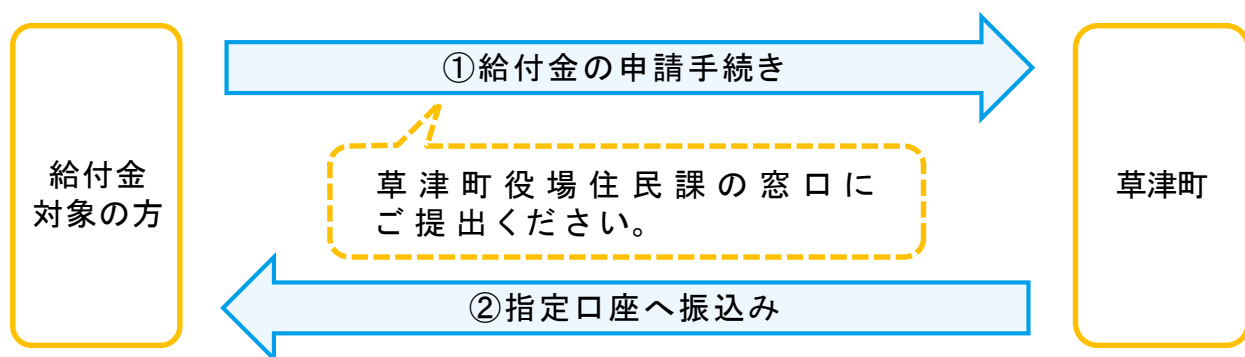 ①給付金の申請手続き
給付金
対象の方
草津町役場住民課の窓口に
ご提出ください。
草津町
②指定口座へ振込み